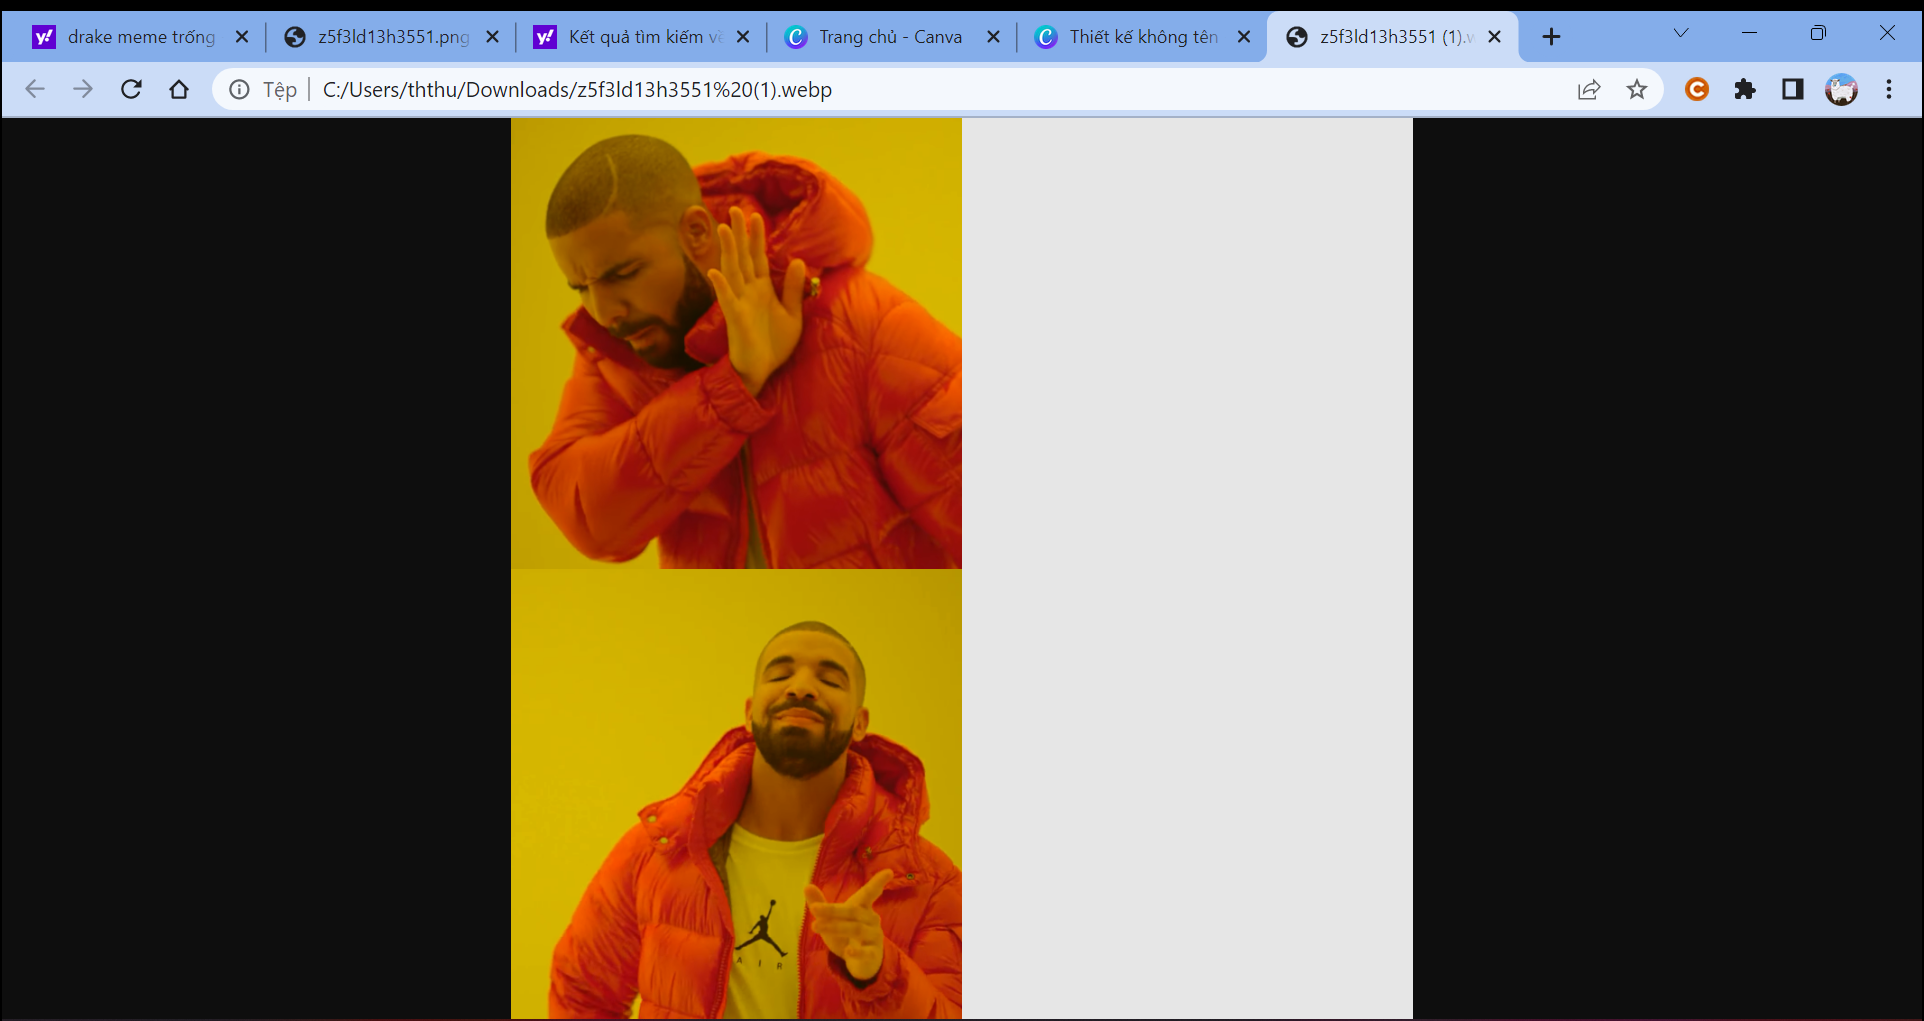 drake meme trống
z5f3ld13h3551.png
Kết quả tìm kiếm về
Trang chủ - Canva
Thiết kế không tên
z5f3ld13h3551 (1).w
Tệp
C:/Users/ththu/Downloads/z5f3ld13h3551%20(1).webp
AIR